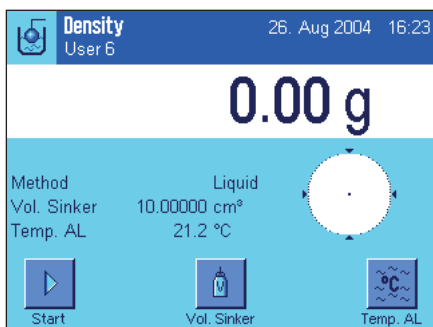 Density 26. Aug 2004 16:23
User 6
0.00 g
Method Liquid
Vol. Sinker 10.00000 cm³
Temp. AL 21.2 °C
°C
Start Vol. Sinker Temp. AL